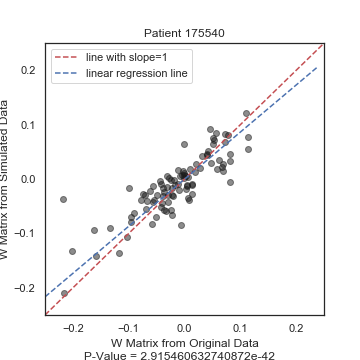 Patient 175540
line with slope=1
linear regression line
W Matrix from Simulated Data
0.2
0.1
0.0
−0.1
−0.2
−0.2
−0.1
0.0
0.1
0.2
W Matrix from Original Data
P-Value = 2.915460632740872e-42